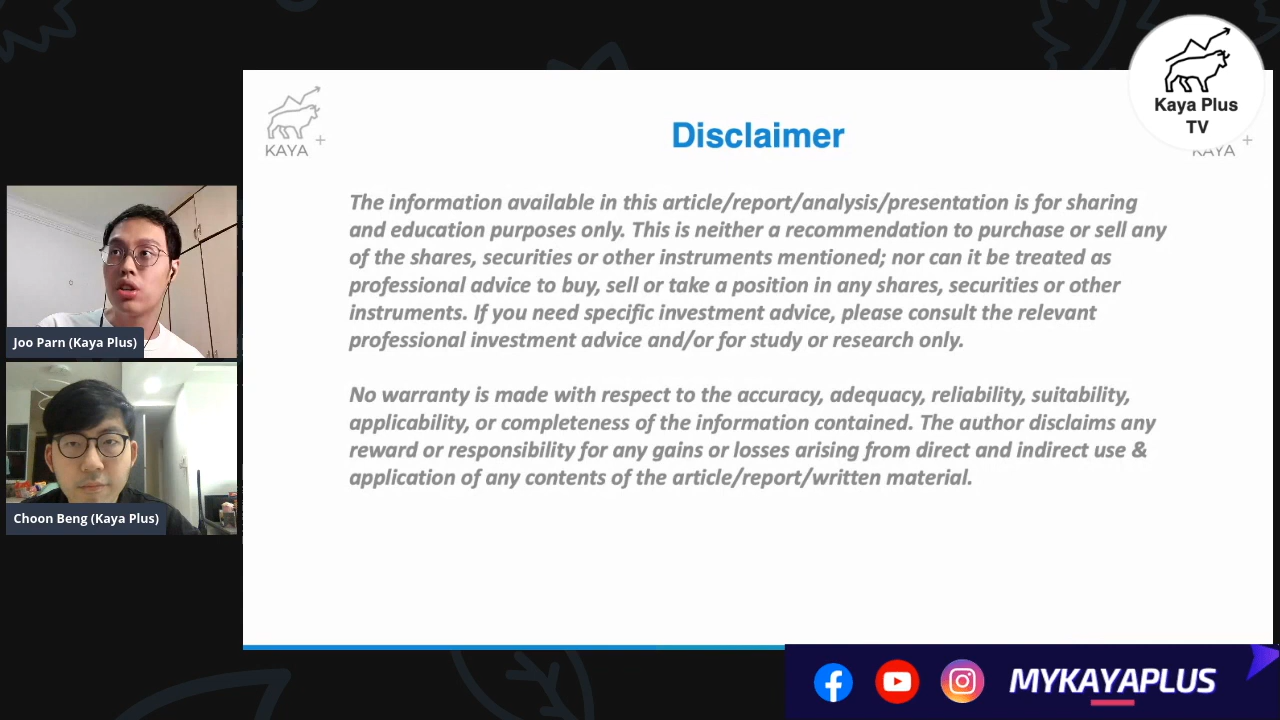 Kaya Plus
TV
KAYA +
KAYA +
Disclaimer
The information available in this article/report/analysis/presentation is for sharing
and education purposes only. This is neither a recommendation to purchase or sell any
of the shares, securities or other instruments mentioned; nor can it be treated as
professional advice to buy, sell or take a position in any shares, securities or other
instruments. If you need specific investment advice, please consult the relevant
professional investment advice and/or for study or research only.
No warranty is made with respect to the accuracy, adequacy, reliability, suitability,
applicability, or completeness of the information contained. The author disclaims any
reward or responsibility for any gains or losses arising from direct and indirect use &
application of any contents of the article/report/written material.
Joo Parn (Kaya Plus)
Choon Beng (Kaya Plus)
MYKAYAPLUS